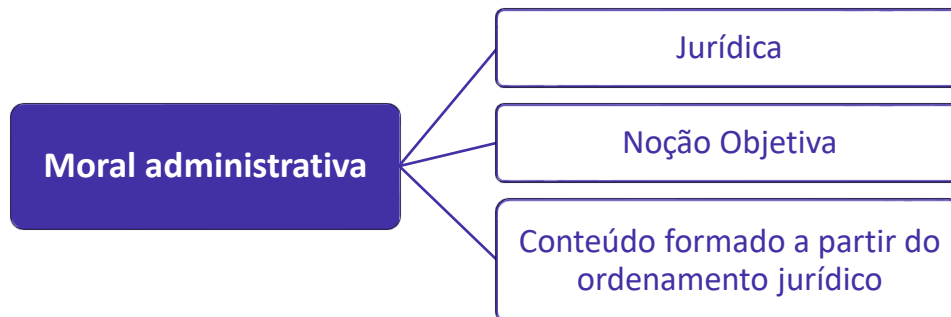 Moral administrativa
Jurídica
Noção Objetiva
Conteúdo formado a partir do
ordenamento jurídico